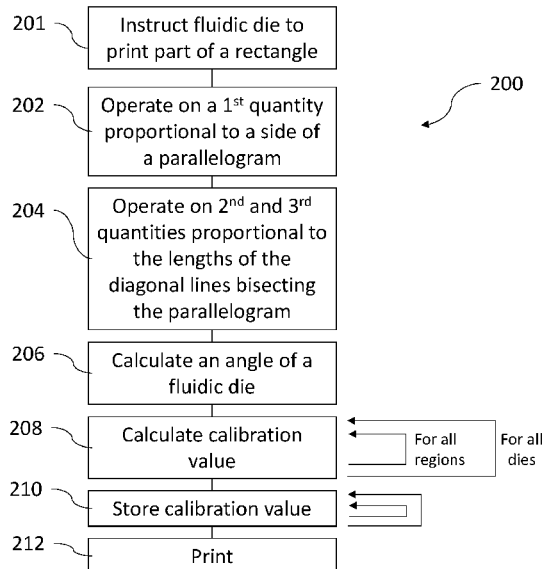 201
Instruct fluidic die to
print part of a rectangle
200
202
Operate on a 1st quantity
proportional to a side of
a parallelogram
204
Operate on 2nd and 3rd
quantities proportional to
the lengths of the
diagonal lines bisecting
the parallelogram
206
Calculate an angle of a
fluidic die
208
Calculate calibration
value
For all
regions
For all
dies
210
Store calibration value
212
Print